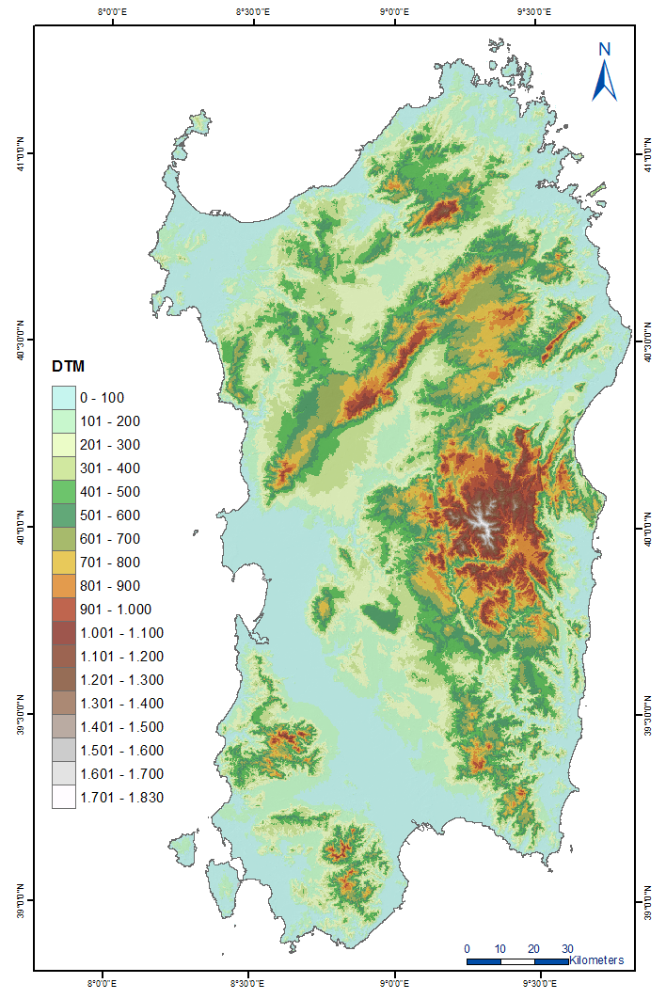 8°0'0"E 8°30'0"E 9°0'0"E 9°30'0"E
N
41°0'0"N
41°0'0"N
40°30'0"N
40°30'0"N
DTM
0 - 100
101 - 200
201 - 300
301 - 400
401 - 500
501 - 600
601 - 700
701 - 800
801 - 900
901 - 1.000
1.001 - 1.100
1.101 - 1.200
1.201 - 1.300
1.301 - 1.400
1.401 - 1.500
1.501 - 1.600
1.601 - 1.700
1.701 - 1.830
40°0'0"N
40°0'0"N
39°30'0"N
39°30'0"N
39°0'0"N
39°0'0"N
0 10 20 30
Kilometers
8°0'0"E 8°30'0"E 9°0'0"E 9°30'0"E